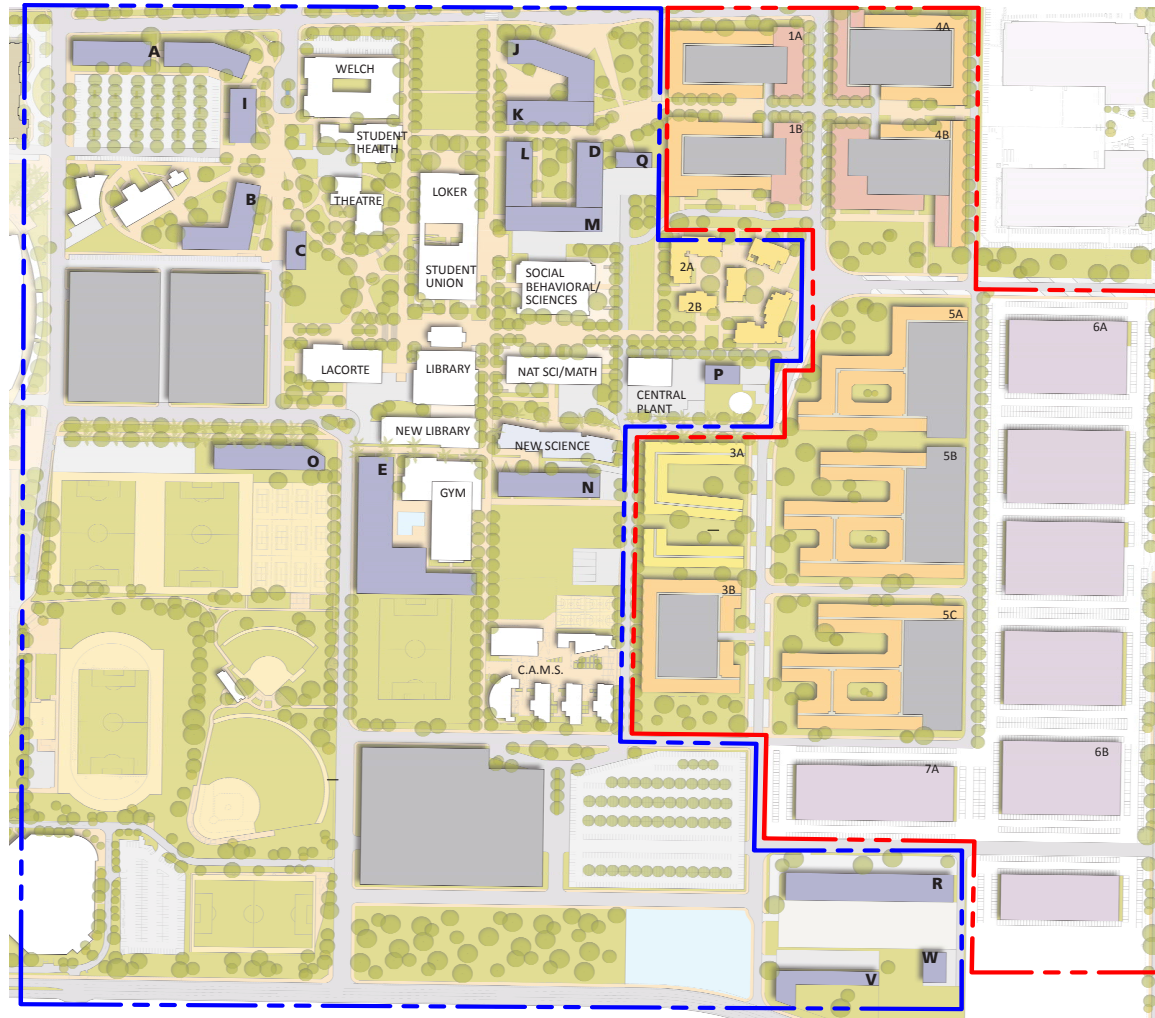 1A
4A
A
J
WELCH
I
K
STUDENT
HEALTH
1B
4B
L
D
Q
THEATRE
LOKER
B
M
C
STUDENT
UNION
SOCIAL
BEHAVIORAL/
SCIENCES
2A
2B
5A
6A
LACORTE
LIBRARY
NAT SCI/MATH
P
CENTRAL
PLANT
NEW LIBRARY
NEW SCIENCE
3A
5B
O
E
GYM
N
3B
5C
C.A.M.S.
6B
7A
R
W
V